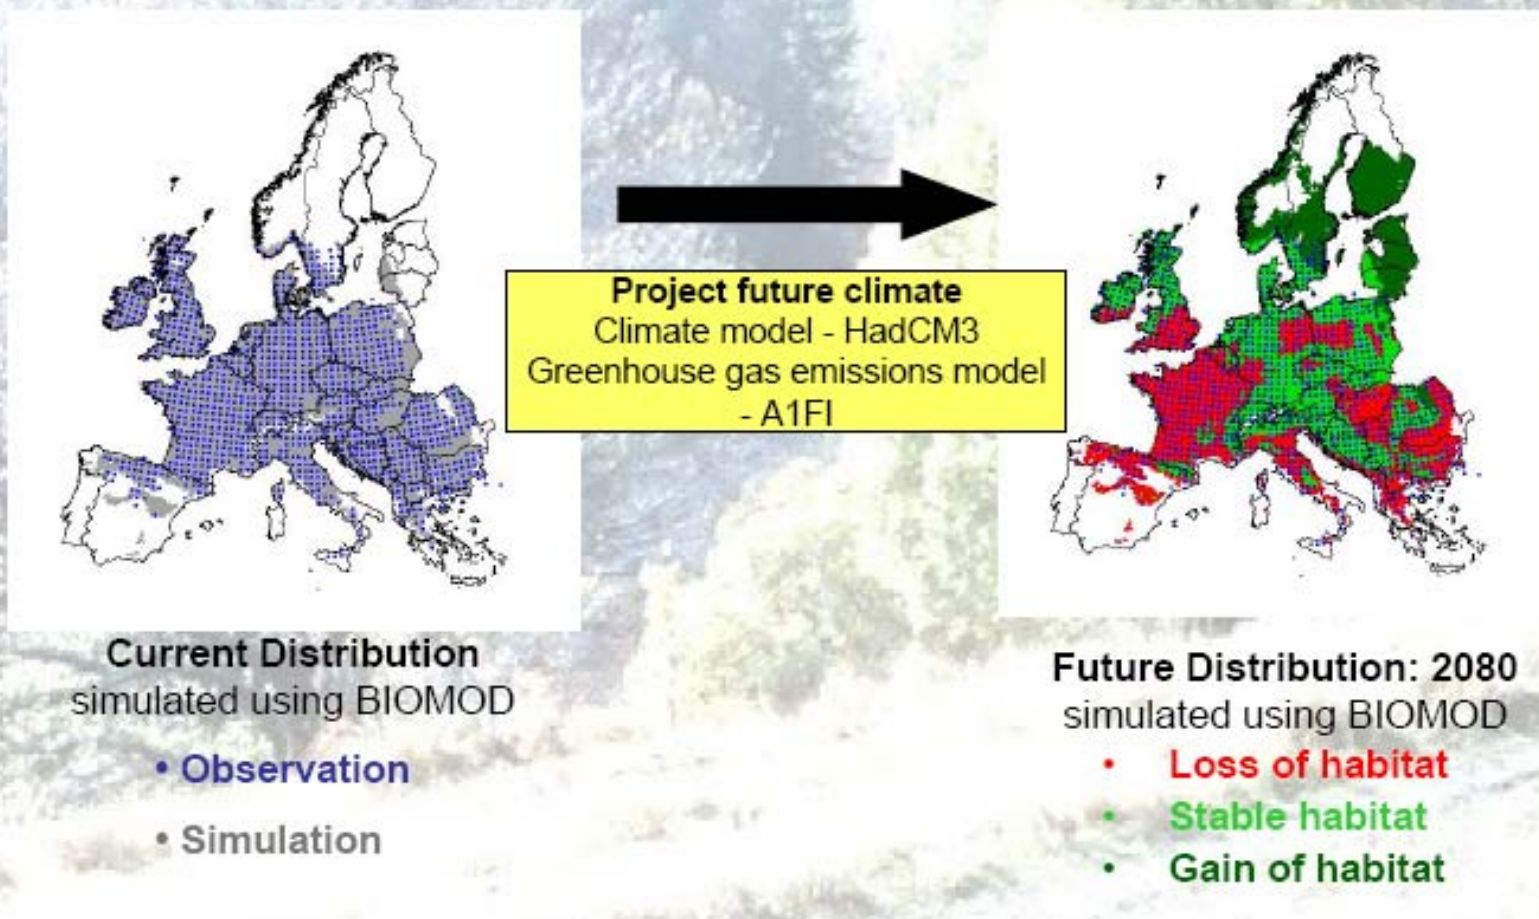 Project future climate
Climate model - HadCM3
Greenhouse gas emissions model
- A1FI
Current Distribution
simulated using BIOMOD
• Observation
• Simulation
Future Distribution: 2080
simulated using BIOMOD
• Loss of habitat
• Stable habitat
• Gain of habitat